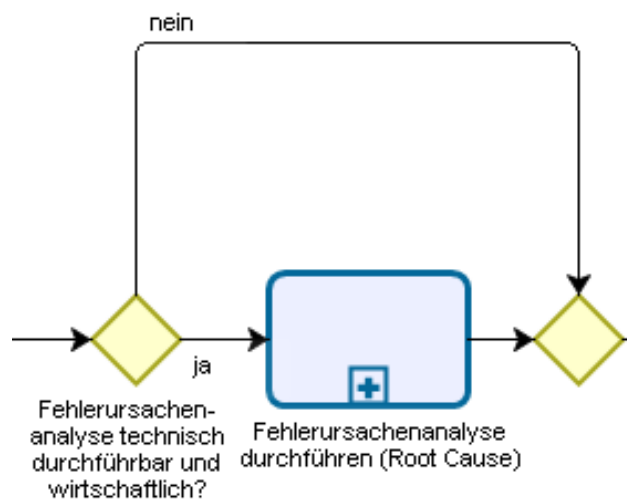 nein
ja
Fehlerursachen-
analyse technisch
durchführbar und
wirtschaftlich?
Fehlerursachenanalyse
durchführen (Root Cause)